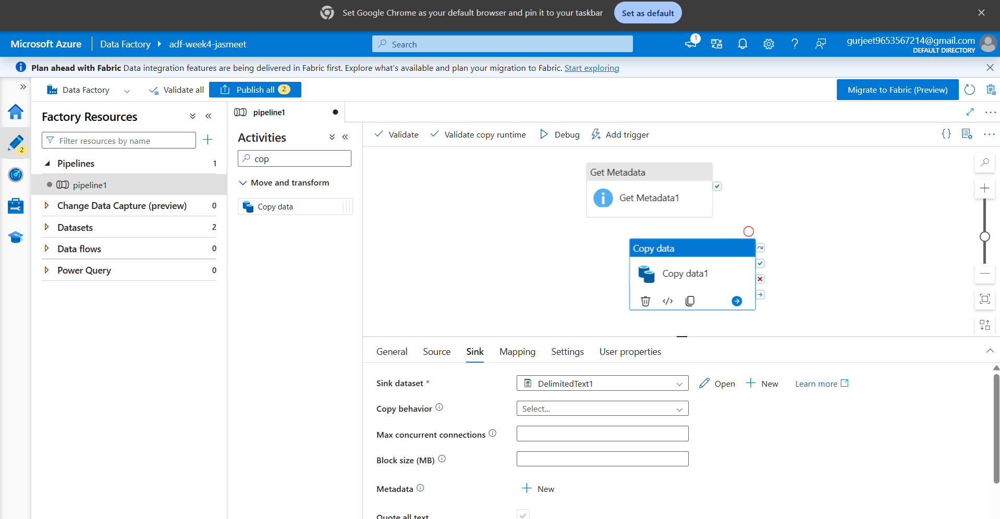 Set Google Chrome as your default browser and pin it to your taskbar Set as default
Microsoft Azure Data Factory adf-week4-jasmeet Search 1 gurjeet9653567214@gmail.com
DEFAULT DIRECTORY
Plan ahead with Fabric Data integration features are being delivered in Fabric first. Explore what's available and plan your migration to Fabric. Start exploring
Data Factory Validate all Publish all 2 Migrate to Fabric (Preview)
2
Factory Resources
Filter resources by name
Pipelines 1
pipeline1
Change Data Capture (preview) 0
Datasets 2
Data flows 0
Power Query 0
pipeline1
Activities
cop
Move and transform
Copy data
Validate Validate copy runtime Debug Add trigger
Get Metadata
Get Metadata1
Copy data
Copy data1
General Source Sink Mapping Settings User properties
Sink dataset * DelimitedText1 Open New Learn more
Copy behavior Select...
Max concurrent connections
Block size (MB)
Metadata New
Quote all text